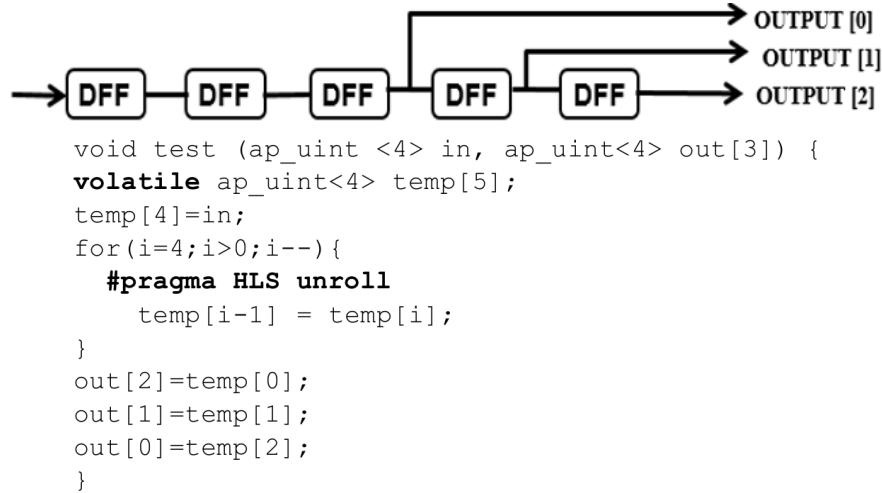 OUTPUT [0]
OUTPUT [1]
DFF DFF DFF DFF DFF OUTPUT [2]
void test (ap_uint <4> in, ap_uint<4> out[3]) {
volatile ap_uint<4> temp[5];
temp[4]=in;
for(i=4;i>0;i--){
#pragma HLS unroll
temp[i-1] = temp[i];
}
out[2]=temp[0];
out[1]=temp[1];
out[0]=temp[2];
}